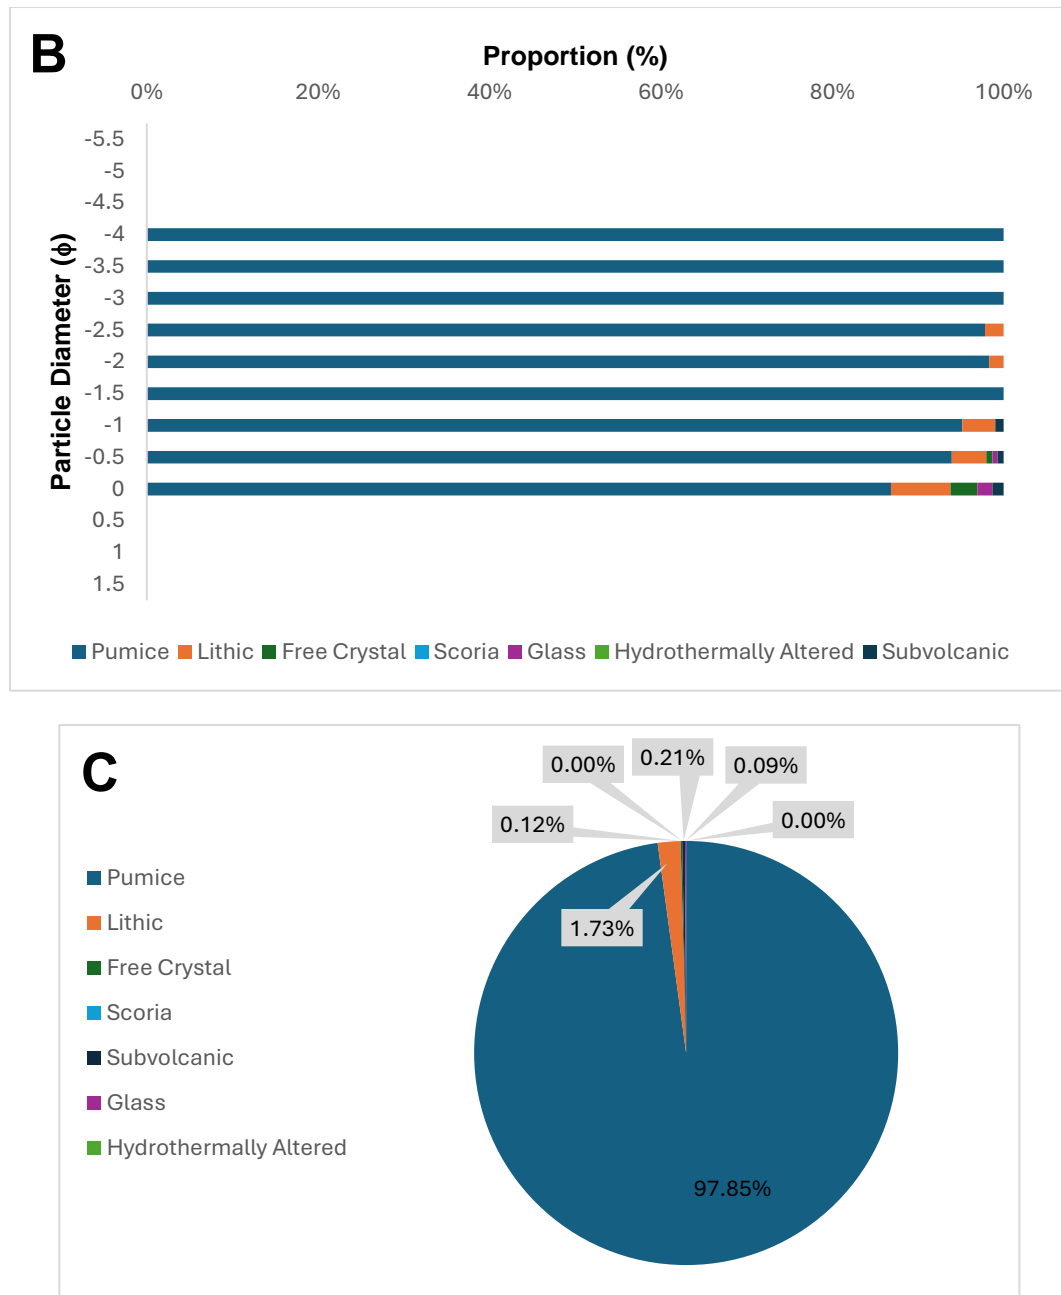 B
Proportion (%)
0% 20% 40% 60% 80% 100%
Particle Diameter (ϕ)
-5.5
-5
-4.5
-4
-3.5
-3
-2.5
-2
-1.5
-1
-0.5
0
0.5
1
1.5
Pumice Lithic Free Crystal Scoria Glass Hydrothermally Altered Subvolcanic
C
0.00% 0.21% 0.09%
0.12% 0.00%
1.73%
97.85%
Pumice
Lithic
Free Crystal
Scoria
Subvolcanic
Glass
Hydrothermally Altered